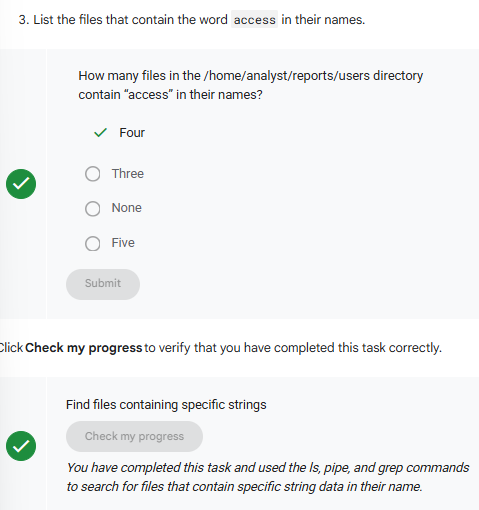 3. List the files that contain the word access in their names.
How many files in the /home/analyst/reports/users directory
contain "access" in their names?
Four
Three
None
Five
Submit
Click Check my progress to verify that you have completed this task correctly.
Find files containing specific strings
Check my progress
You have completed this task and used the ls, pipe, and grep commands
to search for files that contain specific string data in their name.